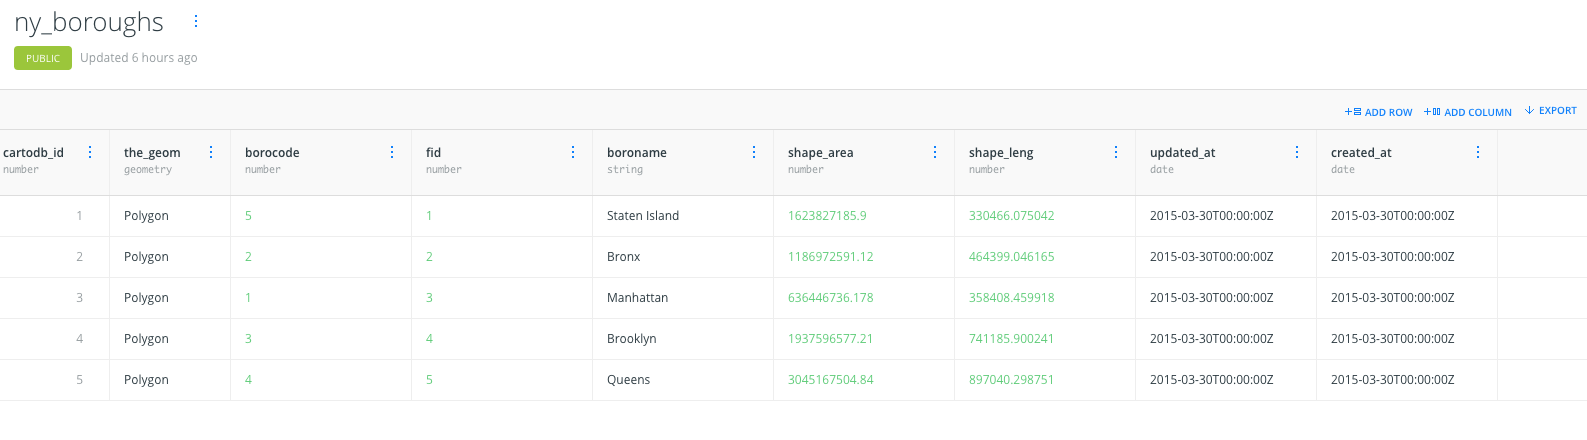 ny_boroughs
PUBLIC Updated 6 hours ago
ADD ROW ADD COLUMN EXPORT
cartodb_id the_geom borocode fid boroname shape_area shape_leng updated_at created_at
number geometry number number string number number date date
1 Polygon 5 1 Staten Island 1623827185.9 330466.075042 2015-03-30T00:00:00Z 2015-03-30T00:00:00Z
2 Polygon 2 2 Bronx 1186972591.12 464399.046165 2015-03-30T00:00:00Z 2015-03-30T00:00:00Z
3 Polygon 1 3 Manhattan 636446736.178 358408.459918 2015-03-30T00:00:00Z 2015-03-30T00:00:00Z
4 Polygon 3 4 Brooklyn 1937596577.21 741185.900241 2015-03-30T00:00:00Z 2015-03-30T00:00:00Z
5 Polygon 4 5 Queens 3045167504.84 897040.298751 2015-03-30T00:00:00Z 2015-03-30T00:00:00Z